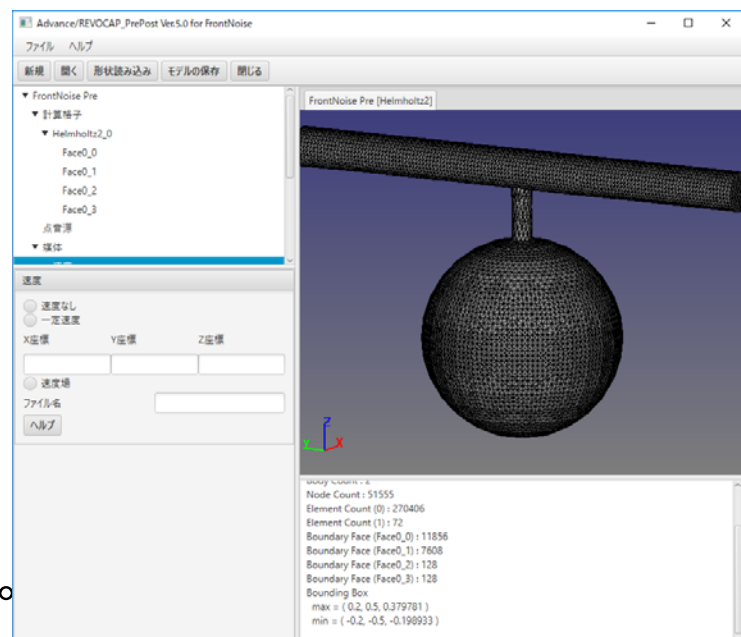 Advance/REVOCAP_PrePost Ver.5.0 for FrontNoise
ファイル ヘルプ
新規 開く 形状読み込み モデルの保存 閉じる
▼ FrontNoise Pre
▼ 計算格子
▼ Helmholtz2_0
Face0_0
Face0_1
Face0_2
Face0_3
点音源
▼ 媒体
速度
速度なし
一定速度
X座標 Y座標 Z座標
速度場
ファイル名
ヘルプ
FrontNoise Pre [Helmholtz2]
Z
Y X
Body Count : 2
Node Count : 51555
Element Count (0) : 270406
Element Count (1) : 72
Boundary Face (Face0_0) : 11856
Boundary Face (Face0_1) : 7608
Boundary Face (Face0_2) : 128
Boundary Face (Face0_3) : 128
Bounding Box
max = ( 0.2, 0.5, 0.379781 )
min = ( -0.2, -0.5, -0.198933 )